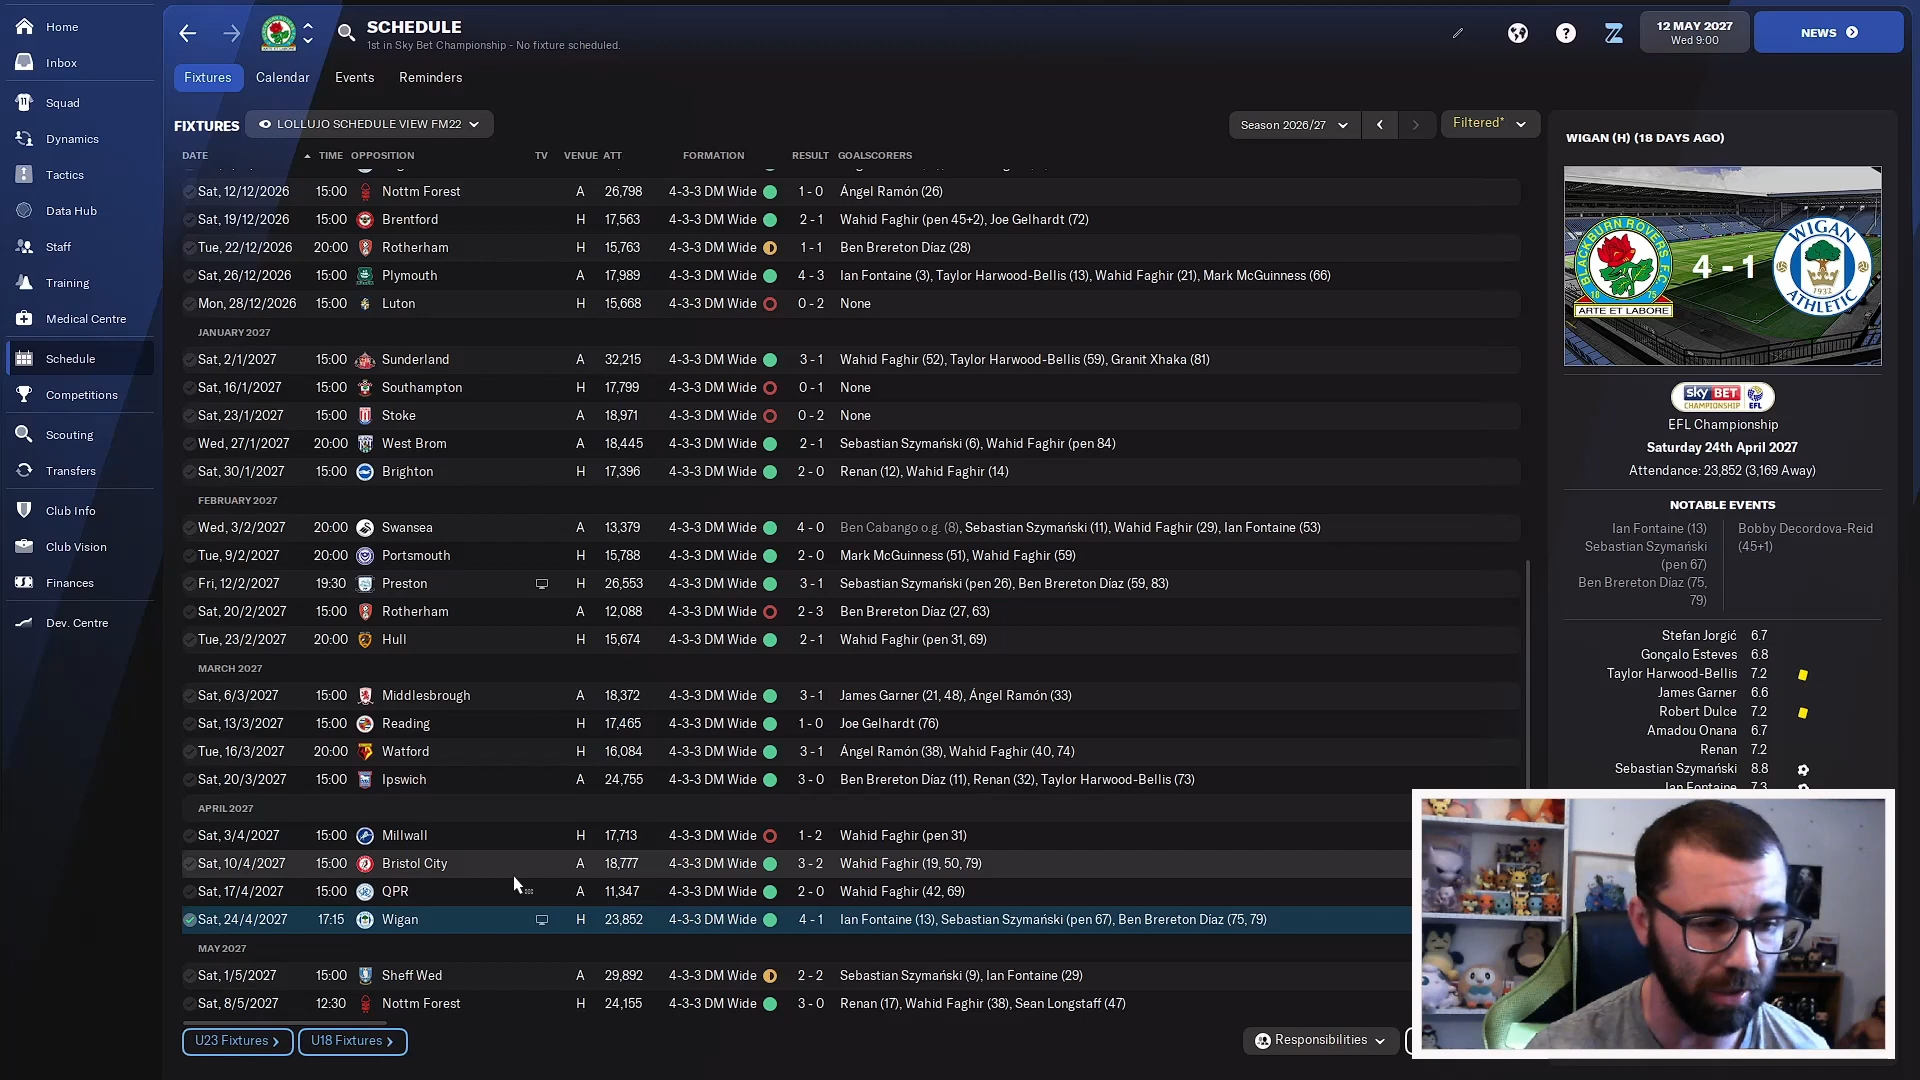 Home
Inbox
Squad
Dynamics
Tactics
Data Hub
Staff
Training
Medical Centre
Schedule
Competitions
Scouting
Transfers
Club Info
Club Vision
Finances
Dev. Centre
SCHEDULE
1st in Sky Bet Championship - No fixture scheduled.
12 MAY 2027
Wed 9:00
NEWS
Fixtures Calendar Events Reminders
FIXTURES LOLLUJO SCHEDULE VIEW FM22 Season 2026/27 Filtered*
DATE TIME OPPOSITION TV VENUE ATT FORMATION RESULT GOALSCORERS
Sat, 12/12/2026 15:00 Nottm Forest A 26,798 4-3-3 DM Wide 1 - 0 Ángel Ramón (26)
Sat, 19/12/2026 15:00 Brentford H 17,563 4-3-3 DM Wide 2 - 1 Wahid Faghir (pen 45+2), Joe Gelhardt (72)
Tue, 22/12/2026 20:00 Rotherham H 15,763 4-3-3 DM Wide 1 - 1 Ben Brereton Díaz (28)
Sat, 26/12/2026 15:00 Plymouth A 17,989 4-3-3 DM Wide 4 - 3 Ian Fontaine (3), Taylor Harwood-Bellis (13), Wahid Faghir (21), Mark McGuinness (66)
Mon, 28/12/2026 15:00 Luton H 15,668 4-3-3 DM Wide 0 - 2 None
JANUARY 2027
Sat, 2/1/2027 15:00 Sunderland A 32,215 4-3-3 DM Wide 3 - 1 Wahid Faghir (52), Taylor Harwood-Bellis (59), Granit Xhaka (81)
Sat, 16/1/2027 15:00 Southampton H 17,799 4-3-3 DM Wide 0 - 1 None
Sat, 23/1/2027 15:00 Stoke A 18,971 4-3-3 DM Wide 0 - 2 None
Wed, 27/1/2027 20:00 West Brom A 18,445 4-3-3 DM Wide 2 - 1 Sebastian Szymański (6), Wahid Faghir (pen 84)
Sat, 30/1/2027 15:00 Brighton H 17,396 4-3-3 DM Wide 2 - 0 Renan (12), Wahid Faghir (14)
FEBRUARY 2027
Wed, 3/2/2027 20:00 Swansea A 13,379 4-3-3 DM Wide 4 - 0 Ben Cabango o.g. (8), Sebastian Szymański (11), Wahid Faghir (29), Ian Fontaine (53)
Tue, 9/2/2027 20:00 Portsmouth H 15,788 4-3-3 DM Wide 2 - 0 Mark McGuinness (51), Wahid Faghir (59)
Fri, 12/2/2027 19:30 Preston H 26,553 4-3-3 DM Wide 3 - 1 Sebastian Szymański (pen 26), Ben Brereton Díaz (59, 83)
Sat, 20/2/2027 15:00 Rotherham A 12,088 4-3-3 DM Wide 2 - 3 Ben Brereton Díaz (27, 63)
Tue, 23/2/2027 20:00 Hull H 15,674 4-3-3 DM Wide 2 - 1 Wahid Faghir (pen 31, 69)
MARCH 2027
Sat, 6/3/2027 15:00 Middlesbrough A 18,372 4-3-3 DM Wide 3 - 1 James Garner (21, 48), Ángel Ramón (33)
Sat, 13/3/2027 15:00 Reading H 17,465 4-3-3 DM Wide 1 - 0 Joe Gelhardt (76)
Tue, 16/3/2027 20:00 Watford H 16,084 4-3-3 DM Wide 3 - 1 Ángel Ramón (38), Wahid Faghir (40, 74)
Sat, 20/3/2027 15:00 Ipswich A 24,755 4-3-3 DM Wide 3 - 0 Ben Brereton Díaz (11), Renan (32), Taylor Harwood-Bellis (73)
APRIL 2027
Sat, 3/4/2027 15:00 Millwall H 17,713 4-3-3 DM Wide 1 - 2 Wahid Faghir (pen 31)
Sat, 10/4/2027 15:00 Bristol City A 18,777 4-3-3 DM Wide 3 - 2 Wahid Faghir (19, 50, 79)
Sat, 17/4/2027 15:00 QPR A 11,347 4-3-3 DM Wide 2 - 0 Wahid Faghir (42, 69)
Sat, 24/4/2027 17:15 Wigan H 23,852 4-3-3 DM Wide 4 - 1 Ian Fontaine (13), Sebastian Szymański (pen 67), Ben Brereton Díaz (75, 79)
MAY 2027
Sat, 1/5/2027 15:00 Sheff Wed A 29,892 4-3-3 DM Wide 2 - 2 Sebastian Szymański (9), Ian Fontaine (29)
Sat, 8/5/2027 12:30 Nottm Forest H 24,155 4-3-3 DM Wide 3 - 0 Renan (17), Wahid Faghir (38), Sean Longstaff (47)
U23 Fixtures U18 Fixtures Responsibilities
WIGAN (H) (18 DAYS AGO)
BLACKBURN ROVERS F.C.
18 75
ARTE ET LABORE
4 - 1
WIGAN
1932
ATHLETIC
sky BET
CHAMPIONSHIP EFL
EFL Championship
Saturday 24th April 2027
Attendance: 23,852 (3,169 Away)
NOTABLE EVENTS
Ian Fontaine (13)
Sebastian Szymański
(pen 67)
Ben Brereton Díaz (75,
79)
Bobby Decordova-Reid
(45+1)
Stefan Jorgić 6.7
Gonçalo Esteves 6.8
Taylor Harwood-Bellis 7.2
James Garner 6.6
Robert Dulce 7.2
Amadou Onana 6.7
Renan 7.2
Sebastian Szymański 8.8
Ian Fontaine 7.3